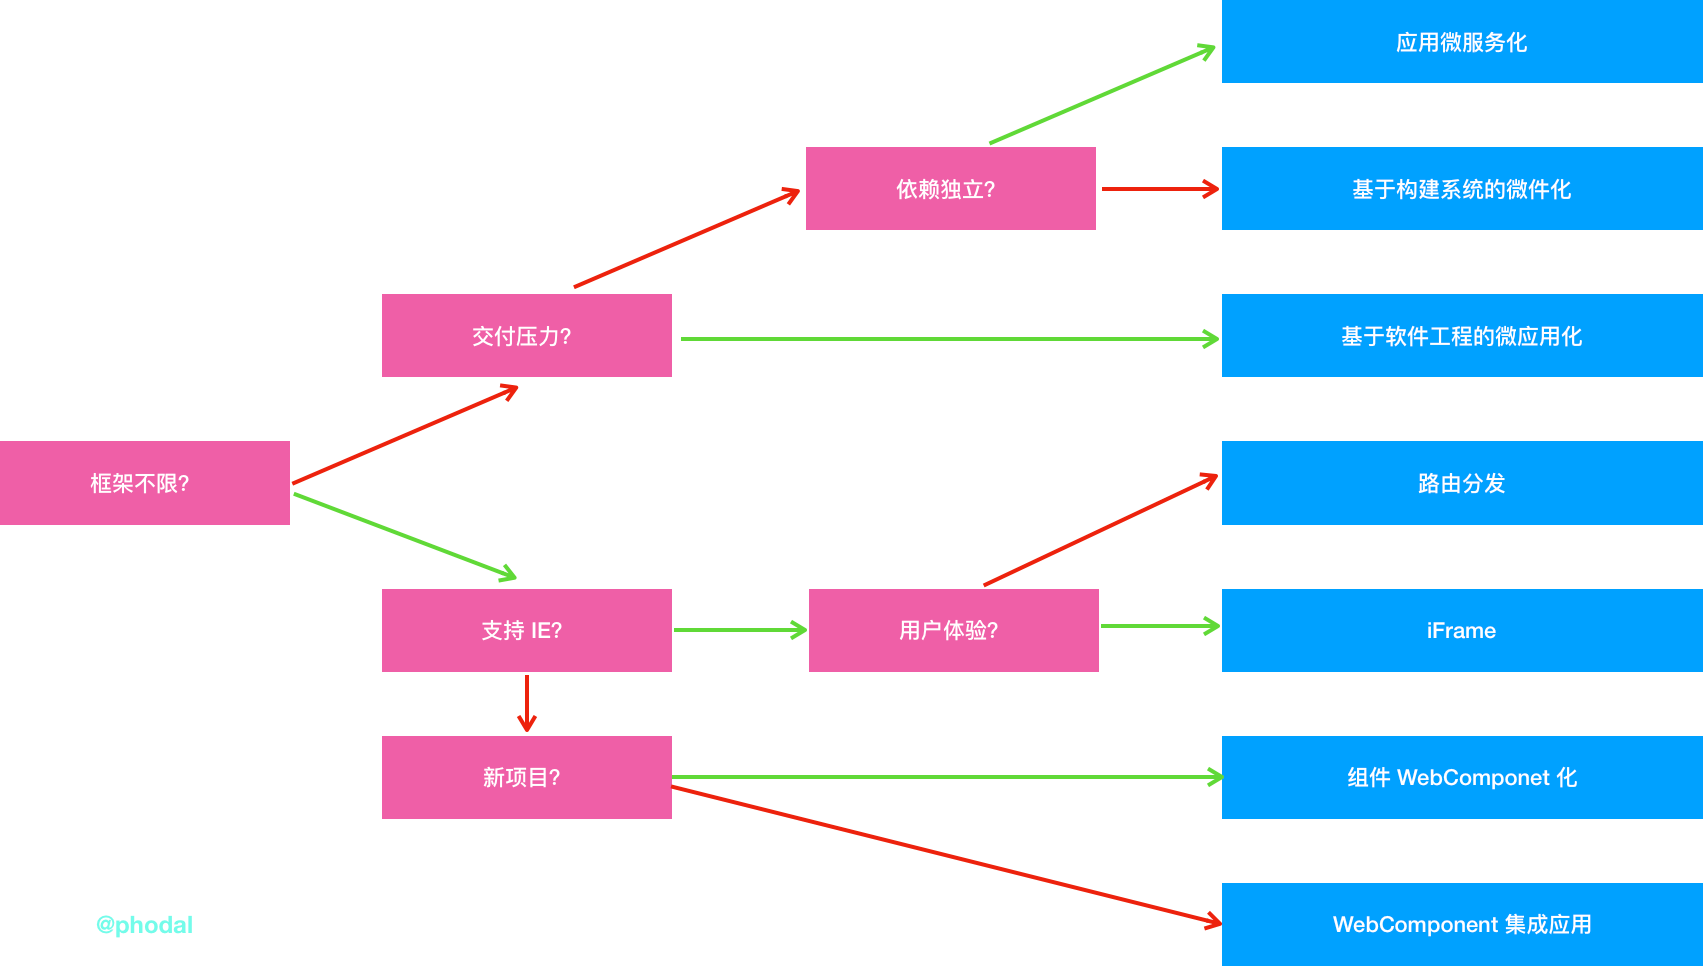 应用微服务化
依赖独立?
基于构建系统的微件化
交付压力?
基于软件工程的微应用化
框架不限?
路由分发
支持 IE?
用户体验?
iFrame
新项目?
组件 WebComponet 化
@phodal
WebComponent 集成应用